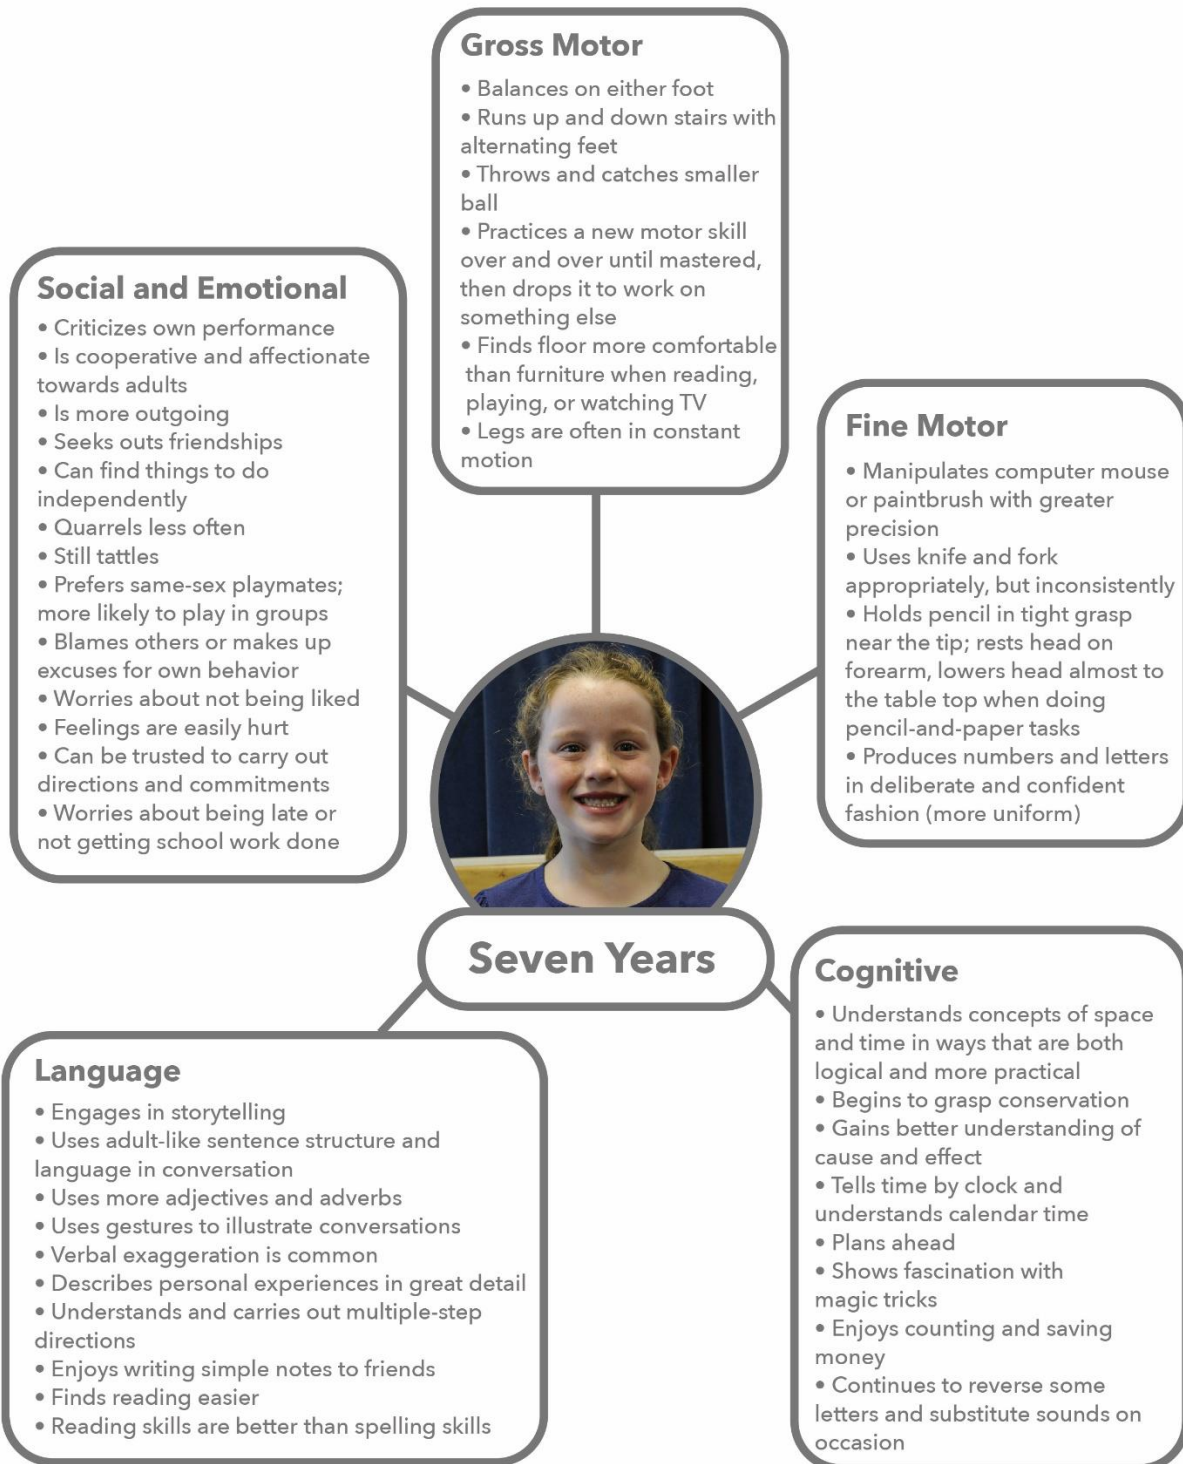 Gross Motor
• Balances on either foot
• Runs up and down stairs with
alternating feet
• Throws and catches smaller
ball
• Practices a new motor skill
over and over until mastered,
then drops it to work on
something else
• Finds floor more comfortable
than furniture when reading,
playing, or watching TV
• Legs are often in constant
motion
Social and Emotional
• Criticizes own performance
• Is cooperative and affectionate
towards adults
• Is more outgoing
• Seeks outs friendships
• Can find things to do
independently
• Quarrels less often
• Still tattles
• Prefers same-sex playmates;
more likely to play in groups
• Blames others or makes up
excuses for own behavior
• Worries about not being liked
• Feelings are easily hurt
• Can be trusted to carry out
directions and commitments
• Worries about being late or
not getting school work done
Fine Motor
• Manipulates computer mouse
or paintbrush with greater
precision
• Uses knife and fork
appropriately, but inconsistently
• Holds pencil in tight grasp
near the tip; rests head on
forearm, lowers head almost to
the table top when doing
pencil-and-paper tasks
• Produces numbers and letters
in deliberate and confident
fashion (more uniform)
Seven Years
Language
• Engages in storytelling
• Uses adult-like sentence structure and
language in conversation
• Uses more adjectives and adverbs
• Uses gestures to illustrate conversations
• Verbal exaggeration is common
• Describes personal experiences in great detail
• Understands and carries out multiple-step
directions
• Enjoys writing simple notes to friends
• Finds reading easier
• Reading skills are better than spelling skills
Cognitive
• Understands concepts of space
and time in ways that are both
logical and more practical
• Begins to grasp conservation
• Gains better understanding of
cause and effect
• Tells time by clock and
understands calendar time
• Plans ahead
• Shows fascination with
magic tricks
• Enjoys counting and saving
money
• Continues to reverse some
letters and substitute sounds on
occasion